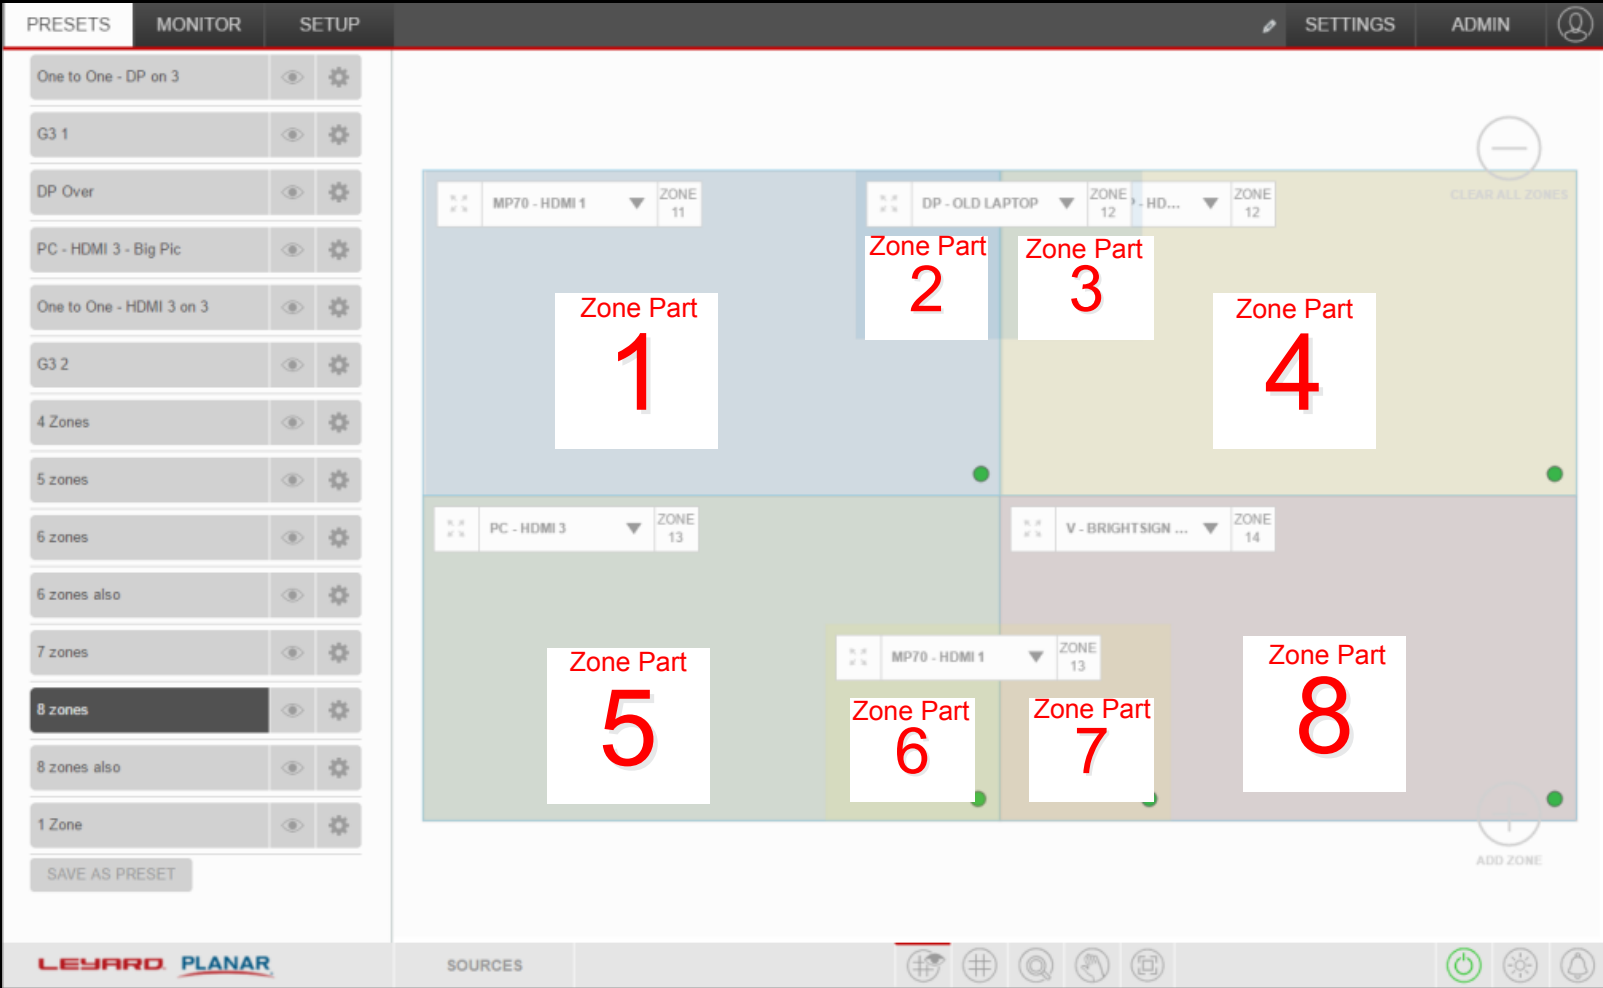 PRESETS MONITOR SETUP SETTINGS ADMIN
One to One - DP on 3
G3 1
DP Over
PC - HDMI 3 - Big Pic
One to One - HDMI 3 on 3
G3 2
4 Zones
5 zones
6 zones
6 zones also
7 zones
8 zones
8 zones also
1 Zone
SAVE AS PRESET
CLEAR ALL ZONES
MP70 - HDMI 1 ZONE 11
DP - OLD LAPTOP ZONE 12
- HD... ZONE 12
Zone Part
1
Zone Part
2
Zone Part
3
Zone Part
4
PC - HDMI 3 ZONE 13
V - BRIGHTSIGN ... ZONE 14
MP70 - HDMI 1 ZONE 13
Zone Part
5
Zone Part
6
Zone Part
7
Zone Part
8
ADD ZONE
LEYARD PLANAR
SOURCES